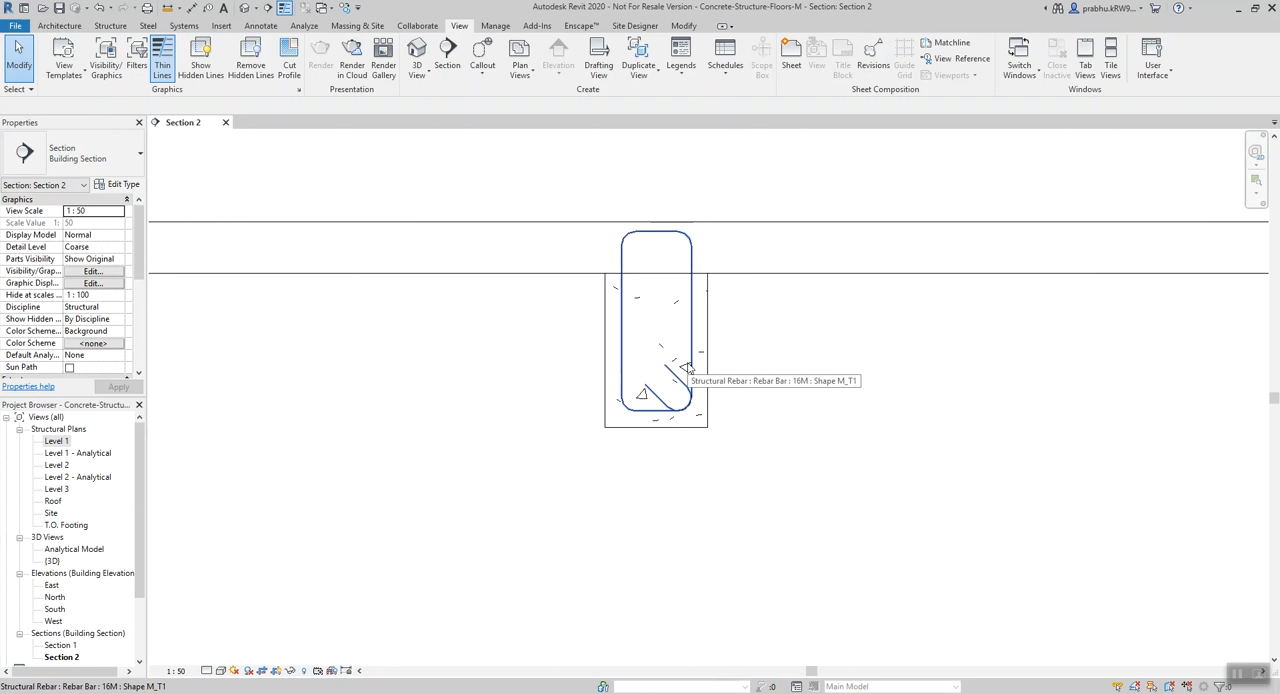 Autodesk Revit 2020 - Not For Resale Version - Concrete-Structure-Floors-M - Section: Section 2
prabhu.kRW9...
File Architecture Structure Steel Systems Insert Annotate Analyze Massing & Site Collaborate View Manage Add-Ins Enscape™ Site Designer Modify
Modify
View Templates
Visibility/ Graphics
Filters
Thin Lines
Show Hidden Lines
Remove Hidden Lines
Cut Profile
Render
Render in Cloud
Render Gallery
3D View
Section
Callout
Plan Views
Elevation
Drafting View
Duplicate View
Legends
Schedules
Scope Box
Sheet
View
Title Block
Revisions
Guide Grid
Matchline
View Reference
Viewports
Switch Windows
Close Inactive
Tab Views
Tile Views
User Interface
Select Graphics Presentation Create Sheet Composition Windows
Properties
Section 2
Section
Building Section
Section: Section 2 Edit Type
Graphics
View Scale 1 : 50
Scale Value 1: 50
Display Model Normal
Detail Level Coarse
Parts Visibility Show Original
Visibility/Grap... Edit...
Graphic Displ... Edit...
Hide at scales ... 1 : 100
Discipline Structural
Show Hidden ... By Discipline
Color Scheme... Background
Color Scheme <none>
Default Analy... None
Sun Path
Properties help Apply
Structural Rebar : Rebar Bar : 16M : Shape M_T1
Project Browser - Concrete-Structu...
Views (all)
Structural Plans
Level 1
Level 1 - Analytical
Level 2
Level 2 - Analytical
Level 3
Roof
Site
T.O. Footing
3D Views
Analytical Model
{3D}
Elevations (Building Elevation
East
North
South
West
Sections (Building Section)
Section 1
Section 2
1 : 50
Structural Rebar : Rebar Bar : 16M : Shape M_T1
:0
Main Model
:0